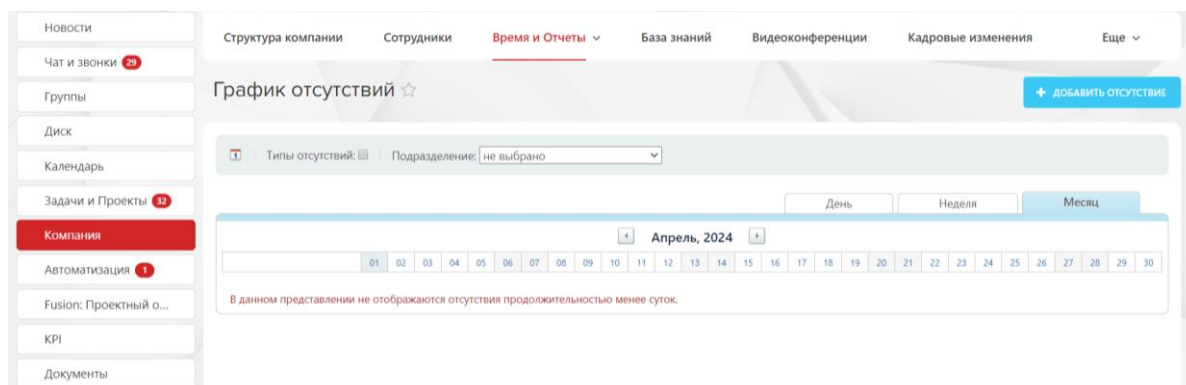 Новости
Чат и звонки 29
Группы
Диск
Календарь
Задачи и Проекты 32
Компания
Автоматизация 1
Fusion: Проектный о...
KPI
Документы
Структура компании Сотрудники Время и Отчеты База знаний Видеоконференции Кадровые изменения Еще
График отсутствий
+ ДОБАВИТЬ ОТСУТСТВИЕ
1 Типы отсутствий: Подразделение: не выбрано
День Неделя Месяц
Апрель, 2024
01 02 03 04 05 06 07 08 09 10 11 12 13 14 15 16 17 18 19 20 21 22 23 24 25 26 27 28 29 30
В данном представлении не отображаются отсутствия продолжительностью менее суток.